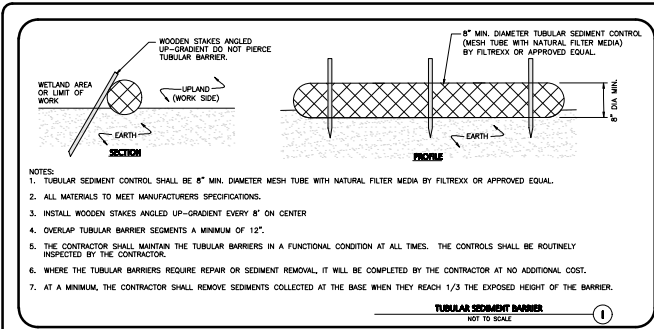 WOODEN STAKES ANGLED
UP-GRADIENT DO NOT PIERCE
TUBULAR BARRIER.
WETLAND AREA
OR LIMIT OF
WORK
UPLAND
(WORK SIDE)
EARTH
SECTION
8" MIN. DIAMETER TUBULAR SEDIMENT CONTROL
(MESH TUBE WITH NATURAL FILTER MEDIA)
BY FILTREXX OR APPROVED EQUAL.
8" DIA MIN.
EARTH
PROFILE
NOTES:
1. TUBULAR SEDIMENT CONTROL SHALL BE 8" MIN. DIAMETER MESH TUBE WITH NATURAL FILTER MEDIA BY FILTREXX OR APPROVED EQUAL.
2. ALL MATERIALS TO MEET MANUFACTURERS SPECIFICATIONS.
3. INSTALL WOODEN STAKES ANGLED UP-GRADIENT EVERY 8' ON CENTER
4. OVERLAP TUBULAR BARRIER SEGMENTS A MINIMUM OF 12".
5. THE CONTRACTOR SHALL MAINTAIN THE TUBULAR BARRIERS IN A FUNCTIONAL CONDITION AT ALL TIMES. THE CONTROLS SHALL BE ROUTINELY
INSPECTED BY THE CONTRACTOR.
6. WHERE THE TUBULAR BARRIERS REQUIRE REPAIR OR SEDIMENT REMOVAL, IT WILL BE COMPLETED BY THE CONTRACTOR AT NO ADDITIONAL COST.
7. AT A MINIMUM, THE CONTRACTOR SHALL REMOVE SEDIMENTS COLLECTED AT THE BASE WHEN THEY REACH 1/3 THE EXPOSED HEIGHT OF THE BARRIER.
TUBULAR SEDIMENT BARRIER
NOT TO SCALE
1